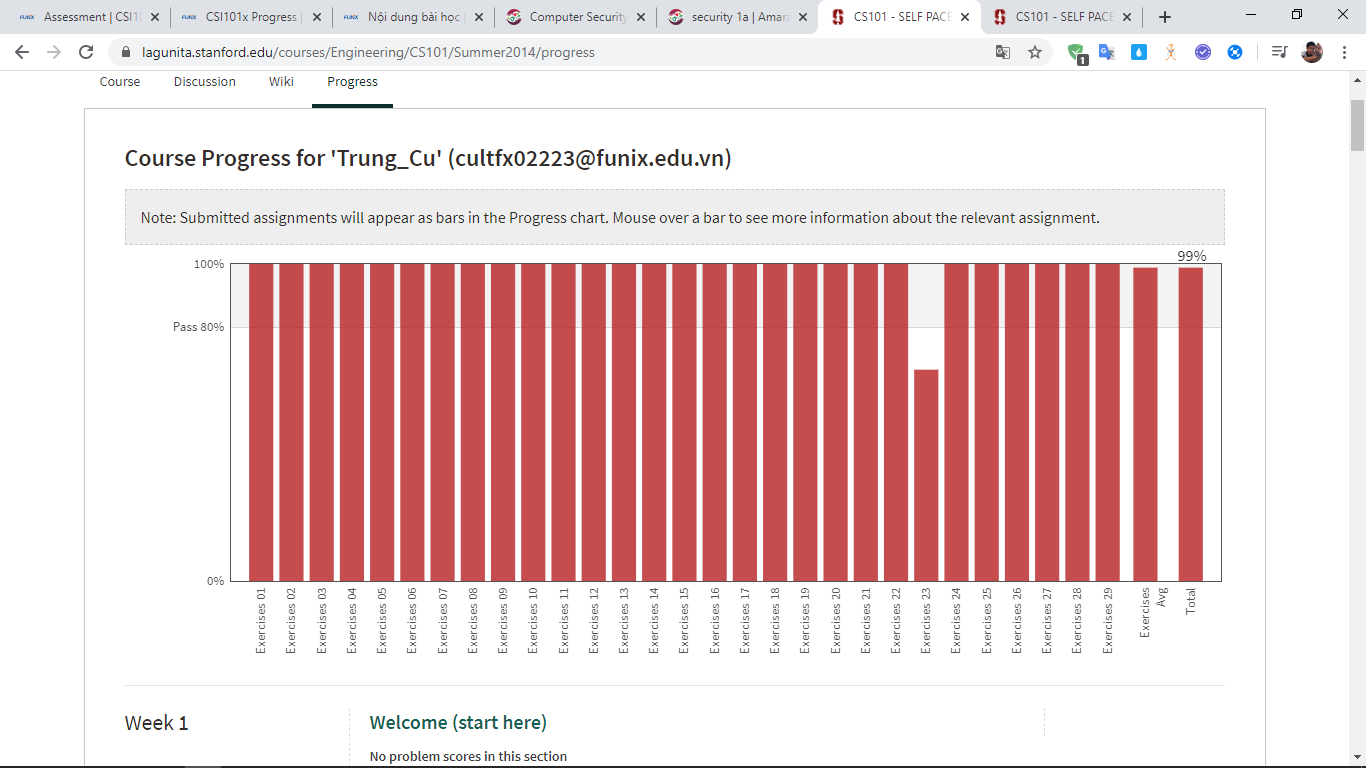 Assessment | CSI10
CSI101x Progress |
Nội dung bài học |
Computer Security
security 1a | Amara
CS101 - SELF PACE
CS101 - SELF PACE
lagunita.stanford.edu/courses/Engineering/CS101/Summer2014/progress
1
Course
Discussion
Wiki
Progress
Course Progress for 'Trung_Cu' (cultfx02223@funix.edu.vn)
Note: Submitted assignments will appear as bars in the Progress chart. Mouse over a bar to see more information about the relevant assignment.
99%
100%
Pass 80%
0%
Exercises 01
Exercises 02
Exercises 03
Exercises 04
Exercises 05
Exercises 06
Exercises 07
Exercises 08
Exercises 09
Exercises 10
Exercises 11
Exercises 12
Exercises 13
Exercises 14
Exercises 15
Exercises 16
Exercises 17
Exercises 18
Exercises 19
Exercises 20
Exercises 21
Exercises 22
Exercises 23
Exercises 24
Exercises 25
Exercises 26
Exercises 27
Exercises 28
Exercises 29
Exercises
Avg
Total
Week 1
Welcome (start here)
No problem scores in this section